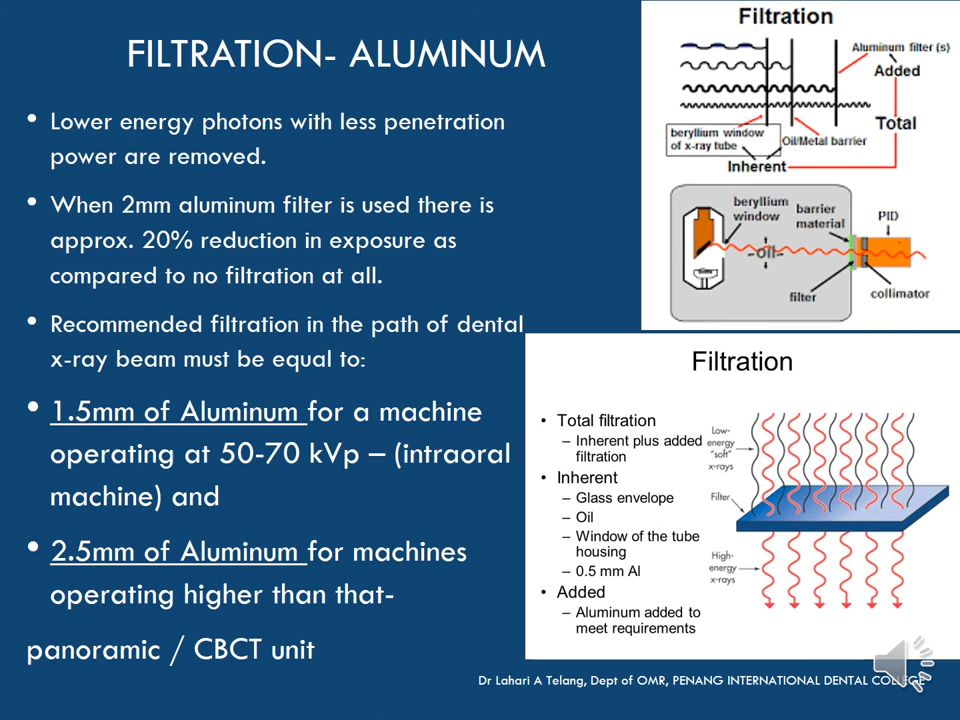 FILTRATION- ALUMINUM
• Lower energy photons with less penetration
power are removed.
• When 2mm aluminum filter is used there is
approx. 20% reduction in exposure as
compared to no filtration at all.
• Recommended filtration in the path of dental
x-ray beam must be equal to:
• 1.5mm of Aluminum for a machine
operating at 50-70 kVp – (intraoral
machine) and
• 2.5mm of Aluminum for machines
operating higher than that-
panoramic / CBCT unit
Filtration
Aluminum filter (s)
Added
Total
beryllium window
of x-ray tube
Oil/Metal barrier
Inherent
beryllium
window
barrier
material
PID
Oil
filter
collimator
Filtration
• Total filtration
– Inherent plus added
filtration
• Inherent
– Glass envelope
– Oil
– Window of the tube
housing
– 0.5 mm Al
• Added
– Aluminum added to
meet requirements
Low-
energy
"soft"
x-rays
Filter
High-
energy
x-rays
Dr Lahari A Telang, Dept of OMR, PENANG INTERNATIONAL DENTAL COLLEGE